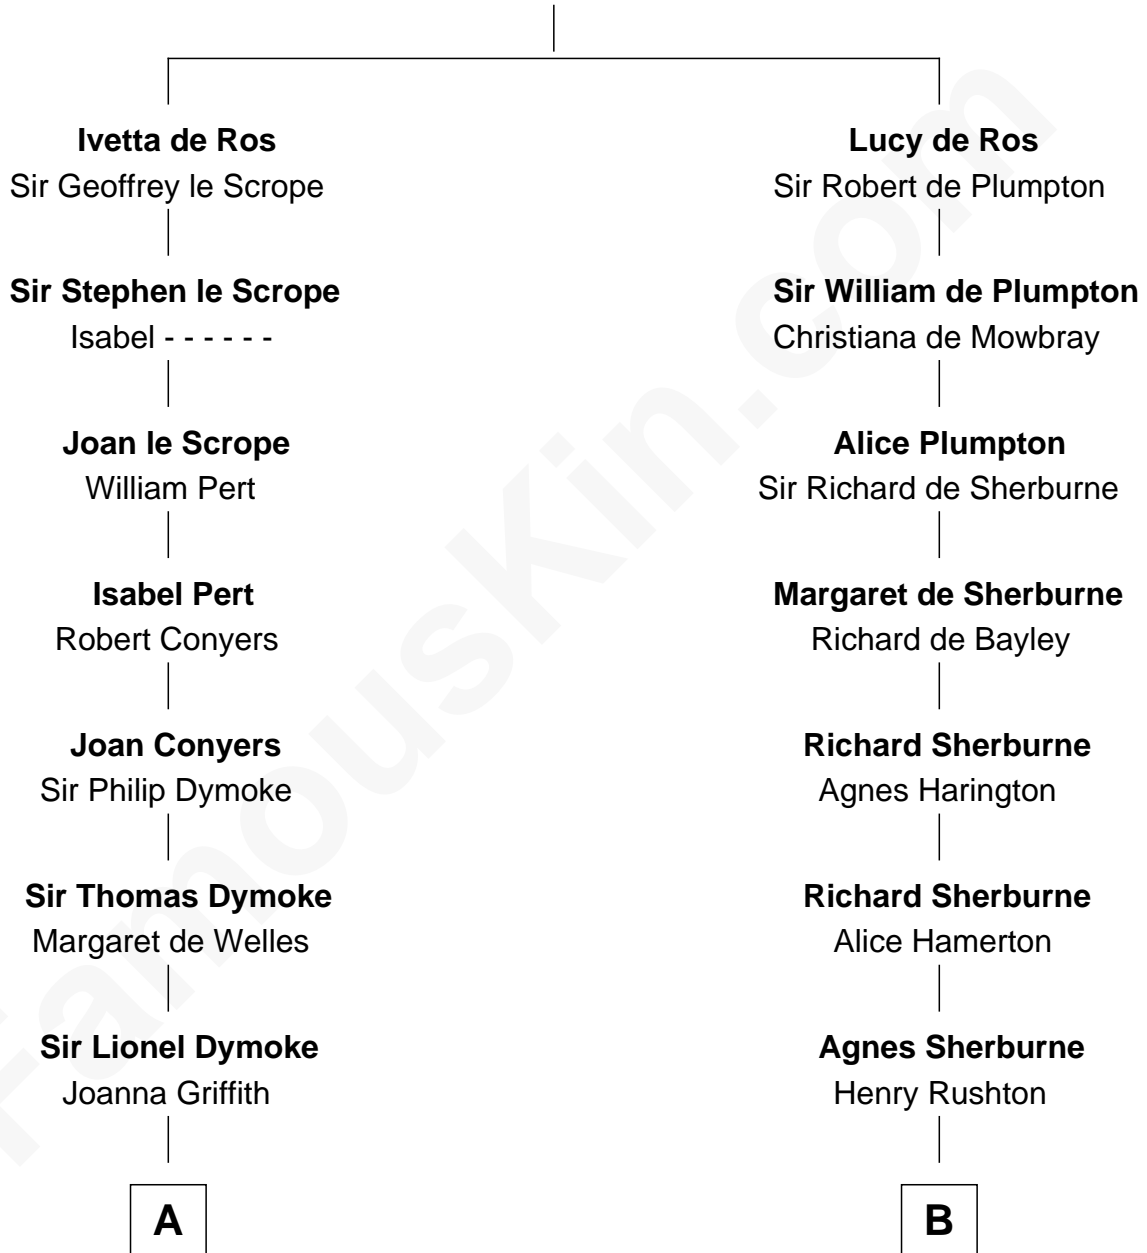 Ivetta de Ros
Sir Geoffrey le Scrope
Sir Stephen le Scrope
Isabel - - - - - -
Joan le Scrope
William Pert
Isabel Pert
Robert Conyers
Joan Conyers
Sir Philip Dymoke
Sir Thomas Dymoke
Margaret de Welles
Sir Lionel Dymoke
Joanna Griffith
A
Lucy de Ros
Sir Robert de Plumpton
Sir William de Plumpton
Christiana de Mowbray
Alice Plumpton
Sir Richard de Sherburne
Margaret de Sherburne
Richard de Bayley
Richard Sherburne
Agnes Harington
Richard Sherburne
Alice Hamerton
Agnes Sherburne
Henry Rushton
B
FamousKin.com